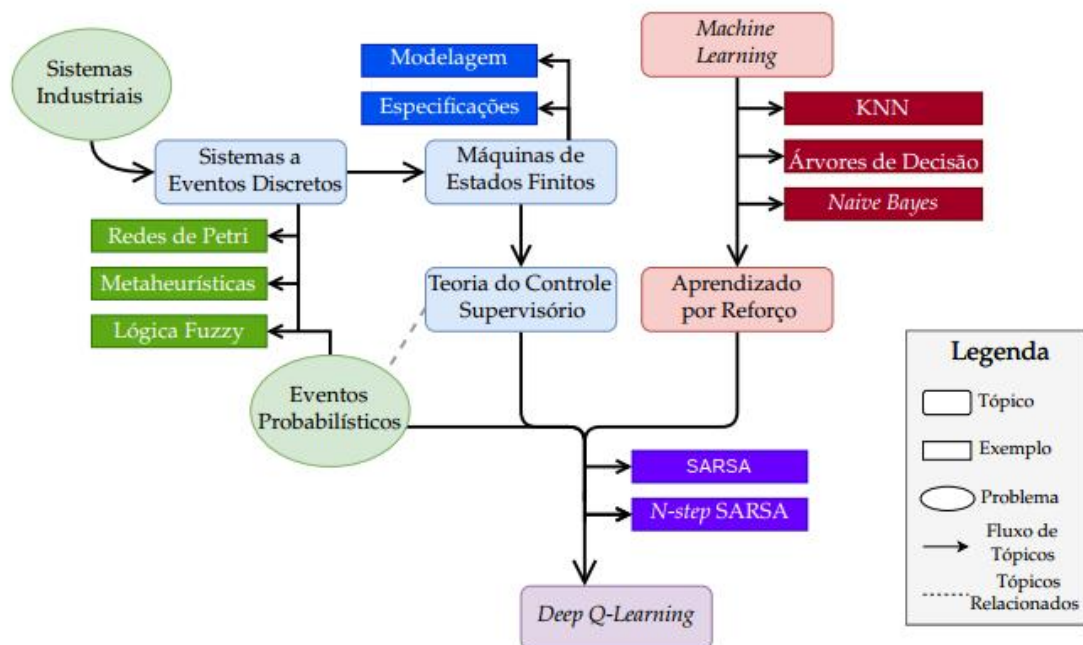 Sistemas
Industriais
Modelagem
Especificações
Machine
Learning
KNN
Árvores de Decisão
Naive Bayes
Sistemas a
Eventos Discretos
Máquinas de
Estados Finitos
Redes de Petri
Metaheurísticas
Lógica Fuzzy
Teoria do Controle
Supervisório
Aprendizado
por Reforço
Eventos
Probabilísticos
SARSA
N-step SARSA
Deep Q-Learning
Legenda
Tópico
Exemplo
Problema
Fluxo de
Tópicos
Tópicos
Relacionados